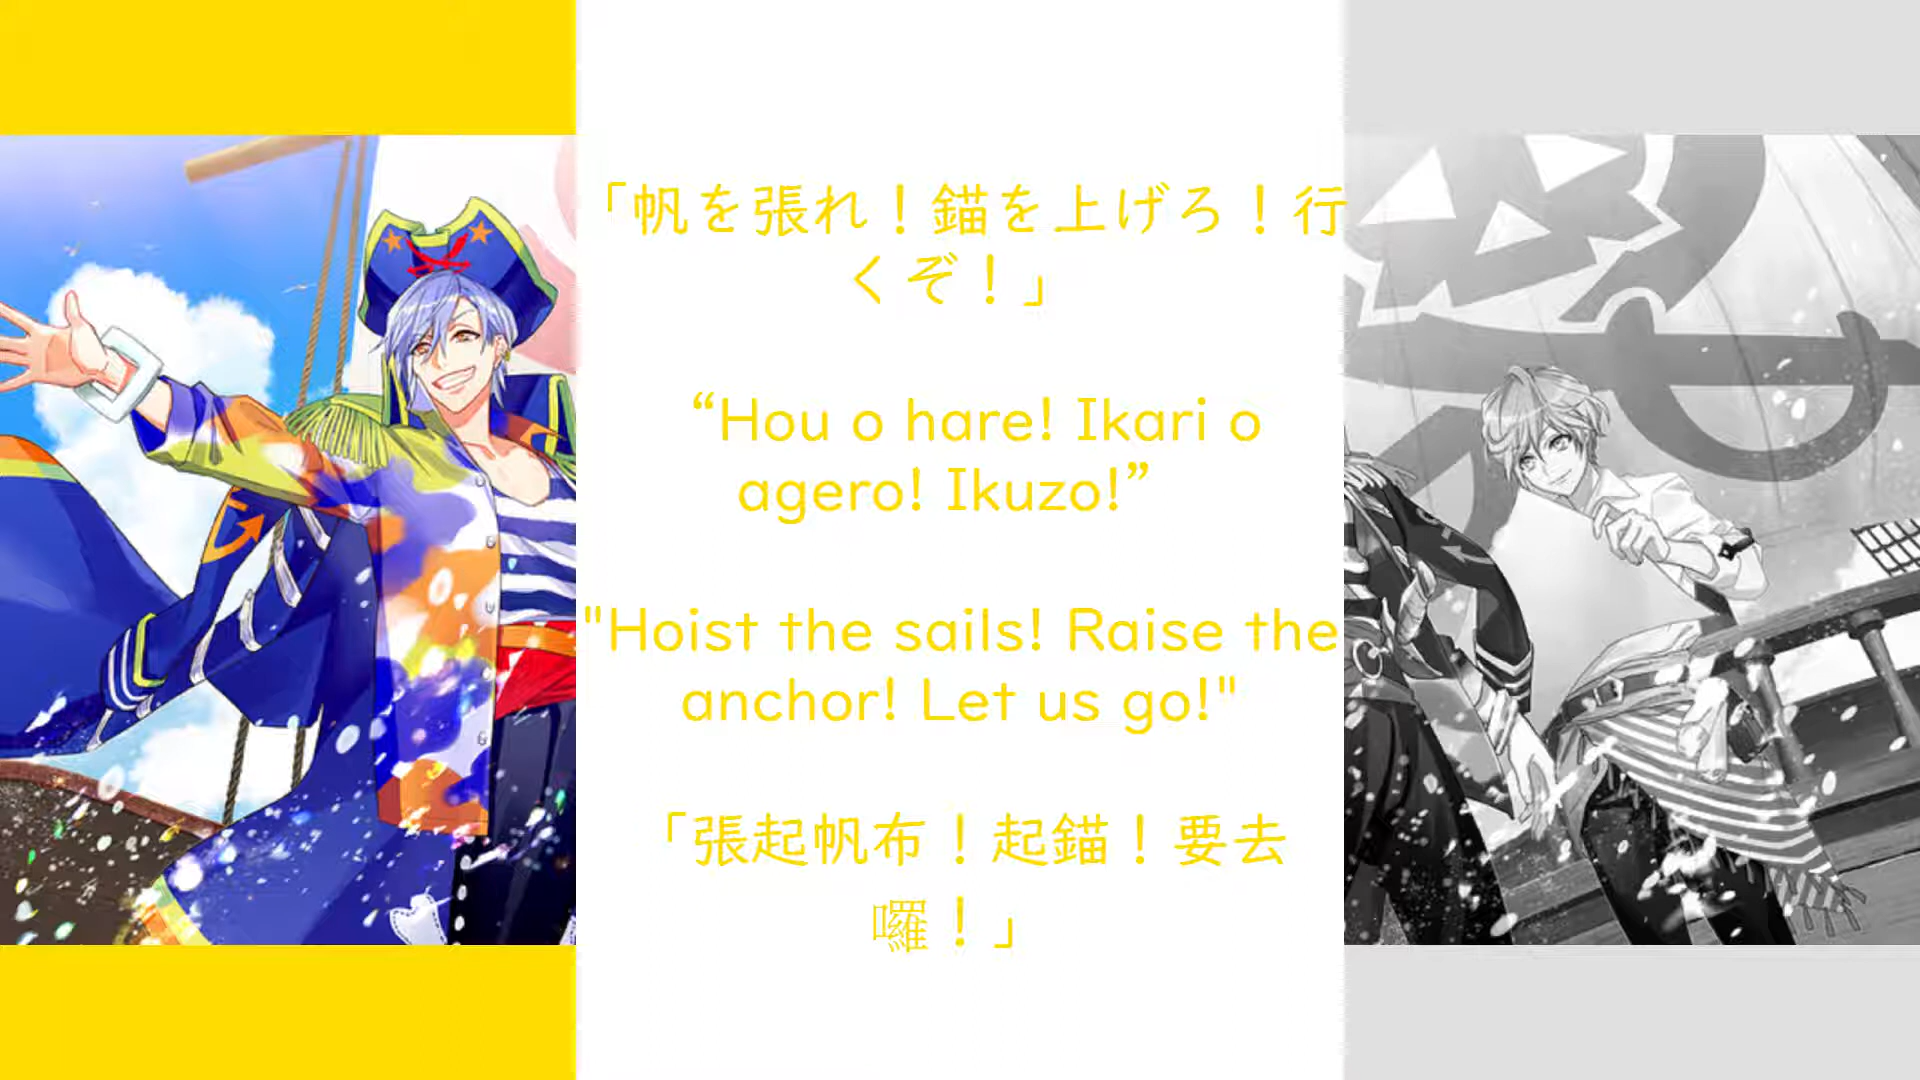 「帆を張れ！錨を上げろ！行
くぞ！」
“Hou o hare! Ikari o
agero! Ikuzo!”
"Hoist the sails! Raise the
anchor! Let us go!"
「張起帆布！起錨！要去
囉！」